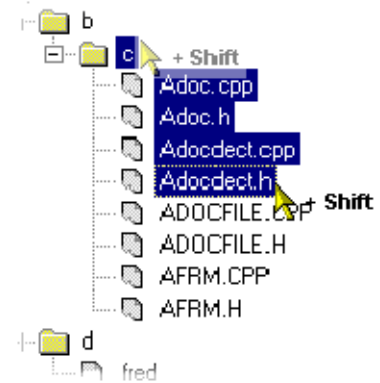 b
c + Shift
Adoc.cpp
Adoc.h
Adocdect.cpp
Adocdect.h
+ Shift
ADOCFILE.CPP
ADOCFILE.H
AFRM.CPP
AFRM.H
d
fred